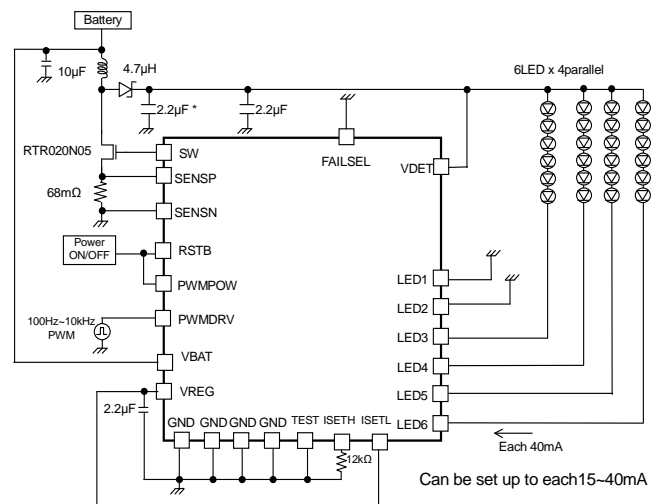 Battery
10μF
4.7μH
6LED x 4parallel
2.2μF *
2.2μF
RTR020N05
SW
FAILSEL
VDET
SENSP
68mΩ
SENSN
Power
ON/OFF
RSTB
PWMPOW
LED1
LED2
100Hz~10kHz
PWM
PWMDRV
LED3
VBAT
LED4
VREG
LED5
2.2μF
GND
GND
GND
GND
TEST
ISETH
ISETL
LED6
Each 40mA
12kΩ
Can be set up to each15~40mA